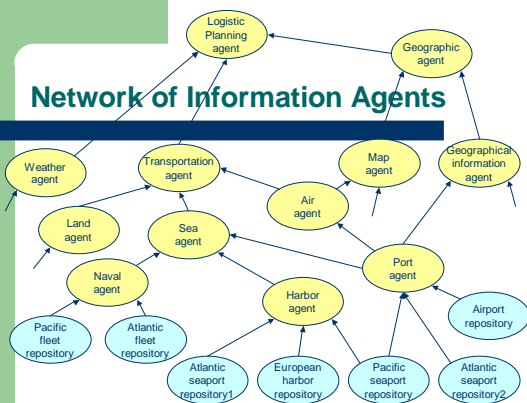 Logistic
Planning
agent
Geographic
agent
Network of Information Agents
Weather
agent
Transportation
agent
Map
agent
Geographical
information
agent
Air
agent
Land
agent
Sea
agent
Port
agent
Naval
agent
Harbor
agent
Airport
repository
Pacific
fleet
repository
Atlantic
fleet
repository
Atlantic
seaport
repository1
European
harbor
repository
Pacific
seaport
repository
Atlantic
seaport
repository2